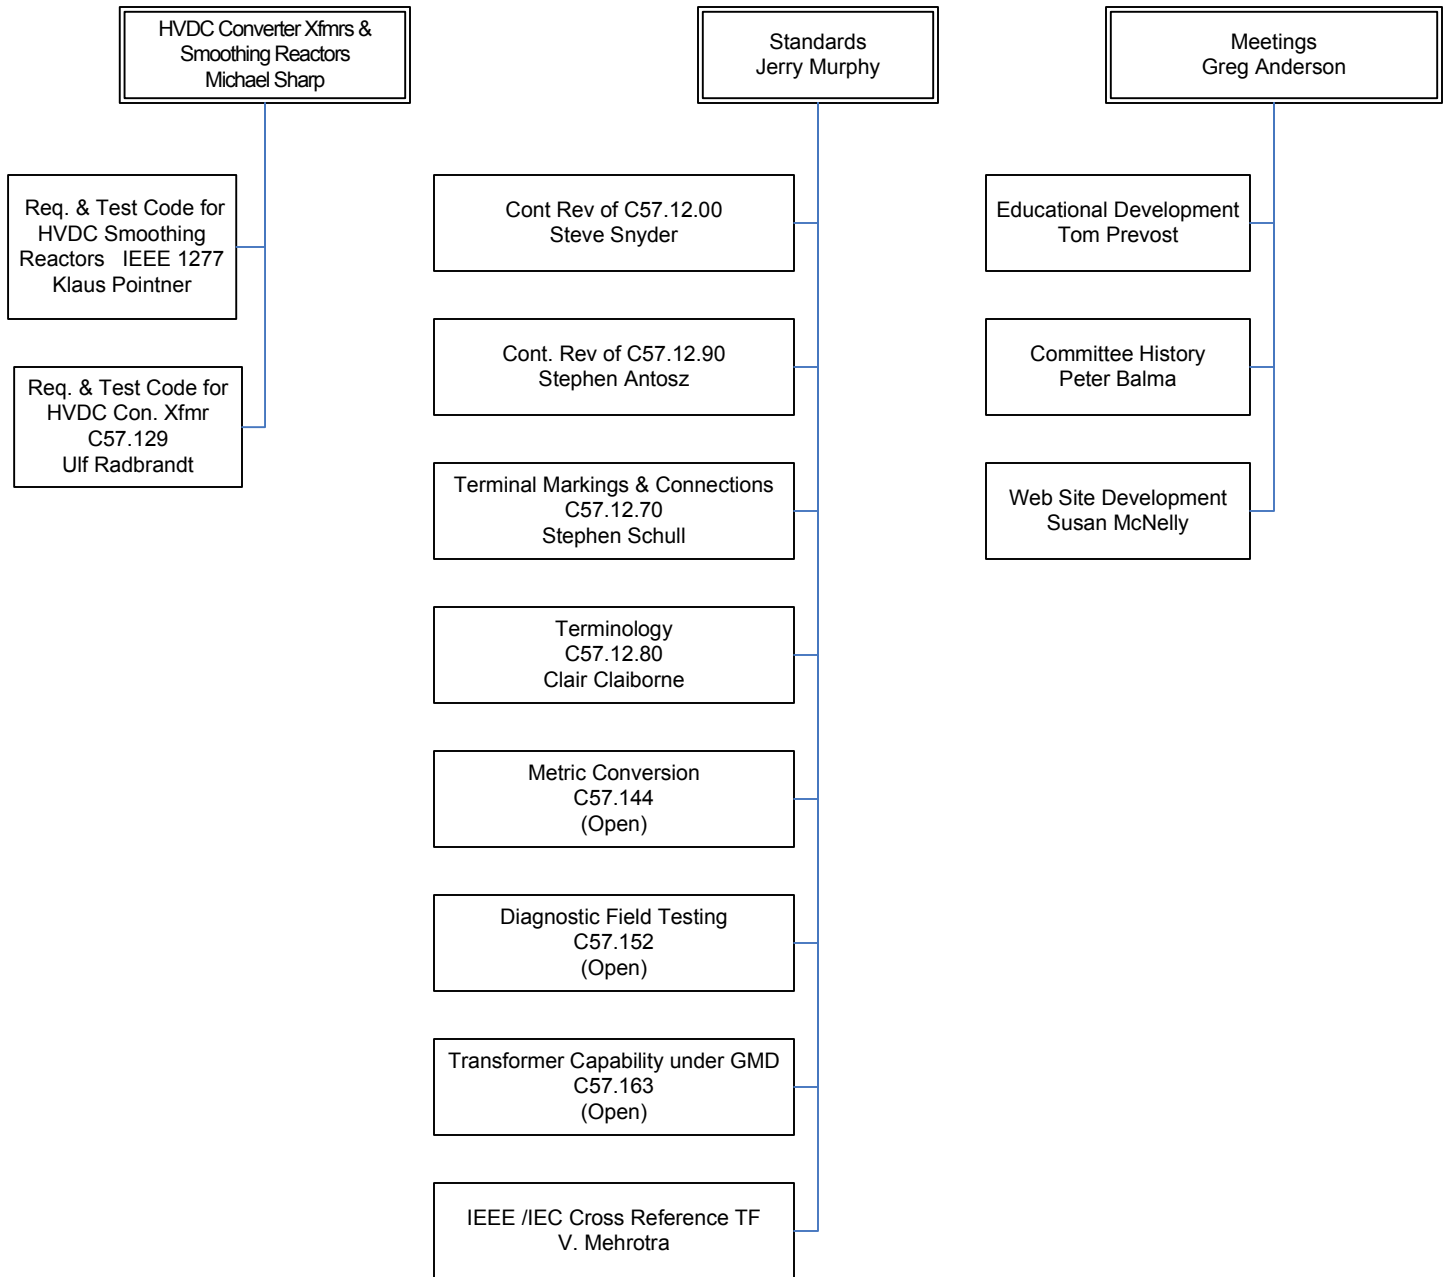 HVDC Converter Xfmrs &
Smoothing Reactors
Michael Sharp
Req. & Test Code for
HVDC Smoothing
Reactors IEEE 1277
Klaus Pointner
Req. & Test Code for
HVDC Con. Xfmr
C57.129
Ulf Radbrandt
Standards
Jerry Murphy
Cont Rev of C57.12.00
Steve Snyder
Cont. Rev of C57.12.90
Stephen Antosz
Terminal Markings & Connections
C57.12.70
Stephen Schull
Terminology
C57.12.80
Clair Claiborne
Metric Conversion
C57.144
(Open)
Diagnostic Field Testing
C57.152
(Open)
Transformer Capability under GMD
C57.163
(Open)
IEEE /IEC Cross Reference TF
V. Mehrotra
Meetings
Greg Anderson
Educational Development
Tom Prevost
Committee History
Peter Balma
Web Site Development
Susan McNelly